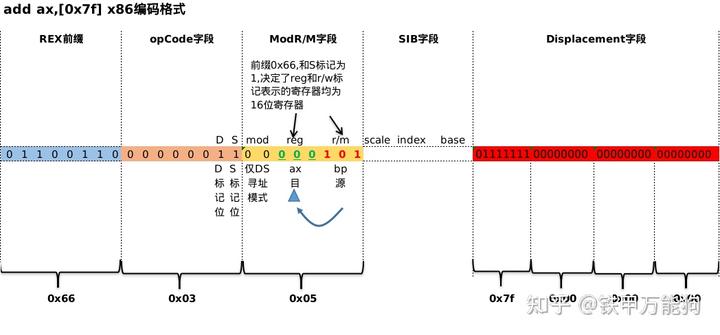 add ax,[0x7f] x86编码格式
REX前缀 opCode字段 ModR/M字段 SIB字段 Displacement字段
前缀0x66,和S标记为
1,决定了reg和r/w标
记表示的寄存器均为
16位寄存器
D S mod reg r/m scale index base
0 1 1 0 0 1 1 0 0 0 0 0 0 0 1 1 0 0 0 0 0 1 0 1 01111111 00000000 00000000 00000000
D S 仅DS ax bp
标 标 寻址 目 源
记 记 模式
位 位
0x66 0x03 0x05 0x7f 0x00 0x00 0x00
知乎 @铁甲万能狗